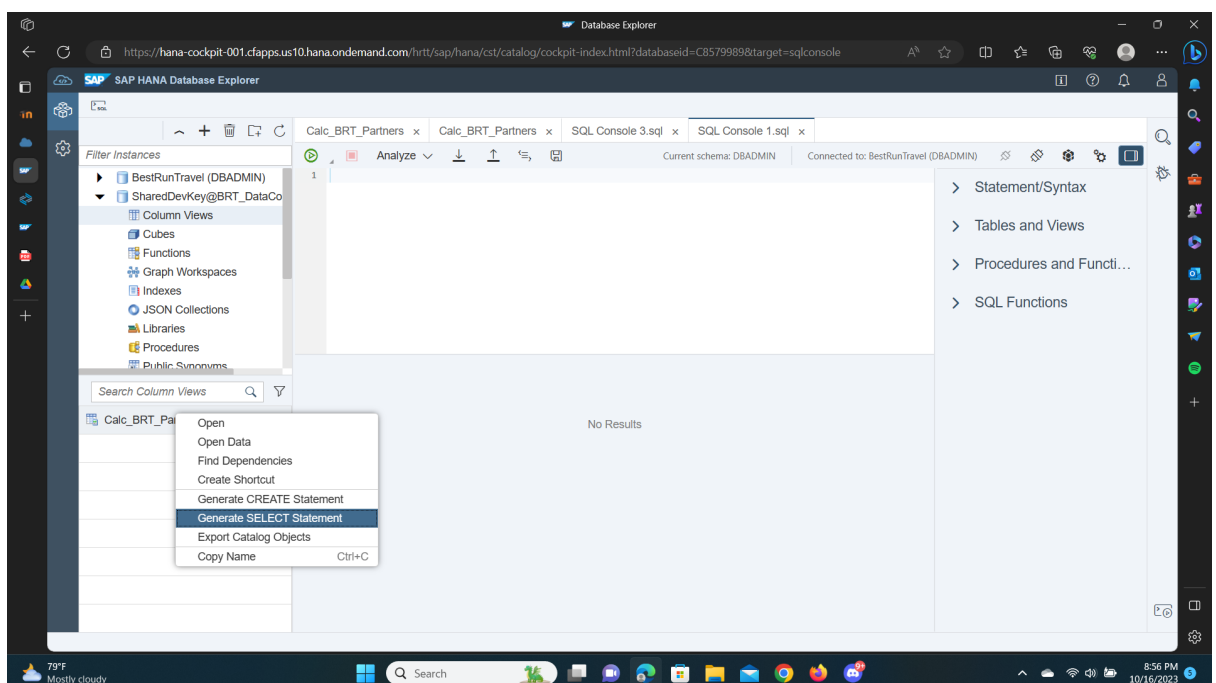 Database Explorer
https://hana-cockpit-001.cfapps.us10.hana.ondemand.com/hrtt/sap/hana/cst/catalog/cockpit-index.html?databaseid=C8579989&target=sqlconsole
SAP SAP HANA Database Explorer
SQL
Calc_BRT_Partners × Calc_BRT_Partners × SQL Console 3.sql × SQL Console 1.sql ×
Filter Instances
Analyze
Current schema: DBADMIN
Connected to: BestRunTravel (DBADMIN)
1
BestRunTravel (DBADMIN)
SharedDevKey@BRT_DataCo
Column Views
Cubes
Functions
Graph Workspaces
Indexes
JSON Collections
Libraries
Procedures
Public Synonyms
Statement/Syntax
Tables and Views
Procedures and Functi...
SQL Functions
Search Column Views
Calc_BRT_Pa
Open
Open Data
Find Dependencies
Create Shortcut
Generate CREATE Statement
Generate SELECT Statement
Export Catalog Objects
Copy Name Ctrl+C
No Results
79°F
Mostly cloudy
Search
8:56 PM
10/16/2023
5